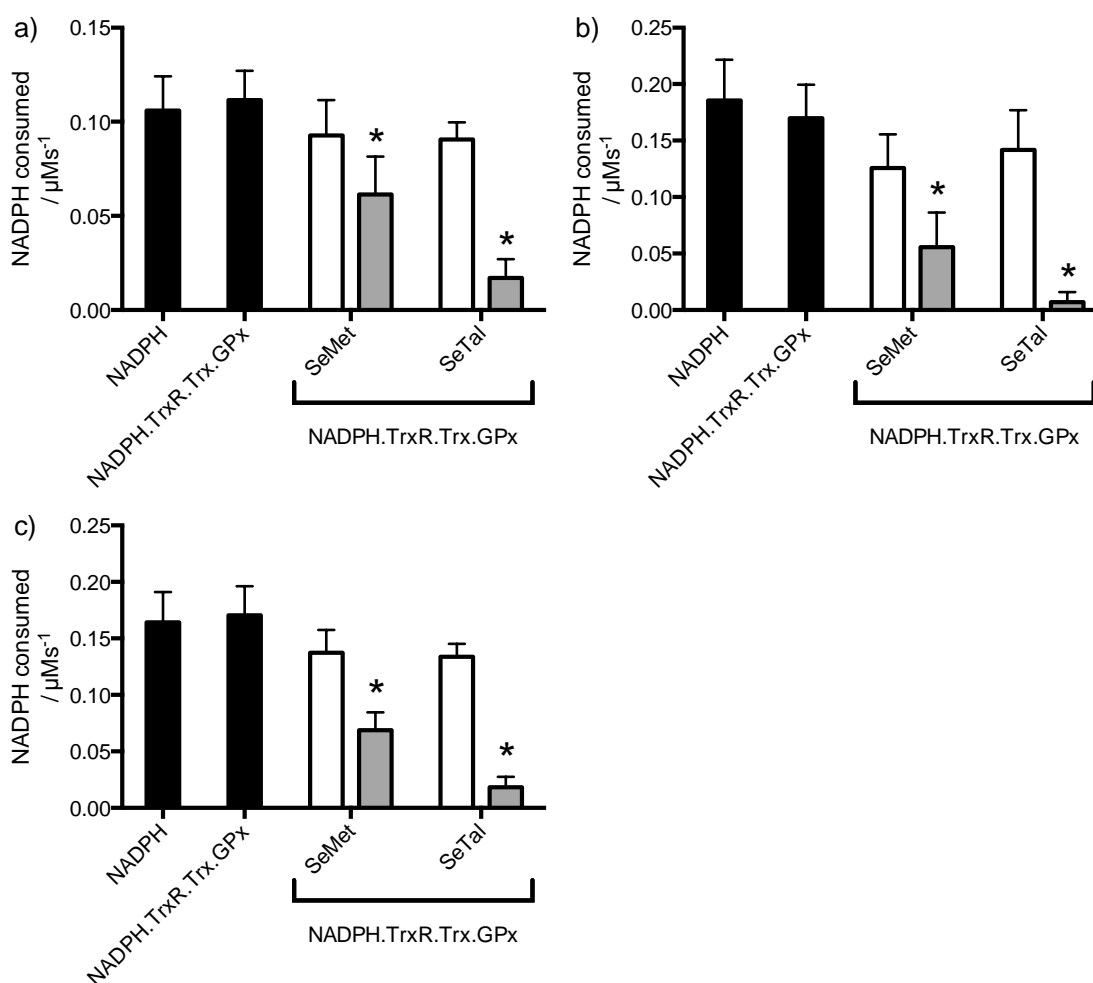 a)
NADPH consumed
/ µMs-1
0.15
0.10
0.05
0.00
*
*
NADPH
NADPH.TrxR.Trx.GPx
SeMet
SeTal
NADPH.TrxR.Trx.GPx
b)
NADPH consumed
/ µMs-1
0.25
0.20
0.15
0.10
0.05
0.00
*
*
NADPH
NADPH.TrxR.Trx.GPx
SeMet
SeTal
NADPH.TrxR.Trx.GPx
c)
NADPH consumed
/ µMs-1
0.25
0.20
0.15
0.10
0.05
0.00
*
*
NADPH
NADPH.TrxR.Trx.GPx
SeMet
SeTal
NADPH.TrxR.Trx.GPx